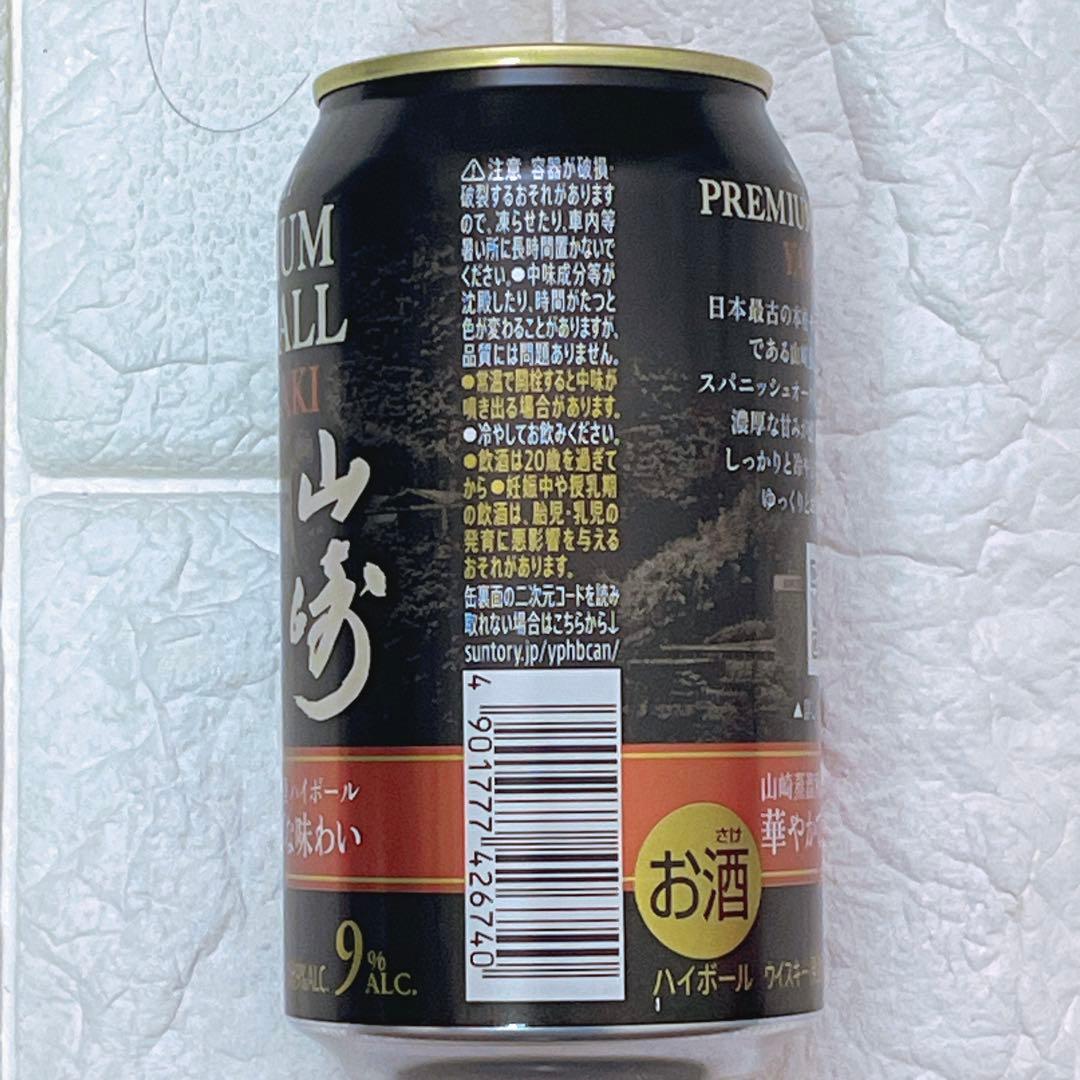 UM
ALL
KI
山崎
ハイボール
な味わい
9% ALC.
⚠注意 容器が破損・
破裂するおそれがあります
ので、凍らせたり、車内等
暑い所に長時間置かないで
ください。●中味成分等が
沈殿したり、時間がたつと
色が変わることがありますが、
品質には問題ありません。
●常温で開栓すると中味が
噴き出る場合があります。
●冷やしてお飲みください。
●飲酒は20歳を過ぎて
から●妊娠中や授乳期
の飲酒は、胎児・乳児の
発育に悪影響を与える
おそれがあります。
缶裏面の二次元コードを読み
取れない場合はこちらから↓
suntory.jp/yphbcan/
4 901777 426740
さけ
お酒
ハイボール ウイスキー
PREMIU
YA
日本最古の本
である山崎
スパニッシュオー
濃厚な甘み
しっかりと冷や
ゆっくりと
山崎蒸溜
華やか